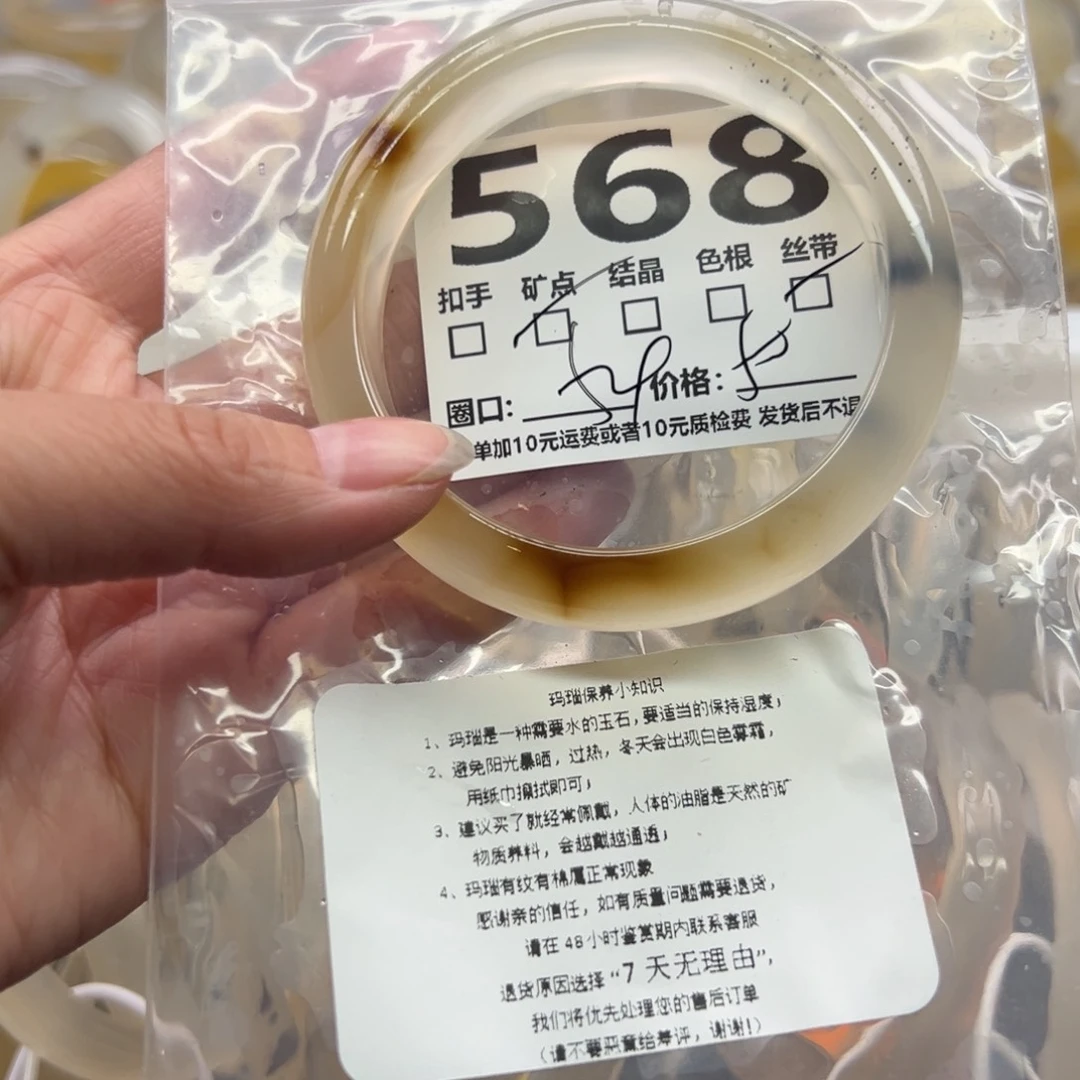 568
扣手 矿点 结晶 色根 丝带
圈口: 价格:
单加10元运费或者10元质检费 发货后不退
玛瑙保养小知识
1、玛瑙是一种需要水的玉石,要适当的保持湿度;
2、避免阳光暴晒，过热，冬天会出现白色雾霜，
用纸巾擦拭即可;
3、建议买了就经常佩戴，人体的油脂是天然的矿
物质养料，会越戴越通透;
4、玛瑙有纹有棉属正常现象
感谢亲的信任，如有质量问题需要退货，
请在48小时鉴赏期内联系客服
退货原因选择“7天无理由”，
我们将优先处理您的售后订单
（请不要恶意给差评，谢谢!）